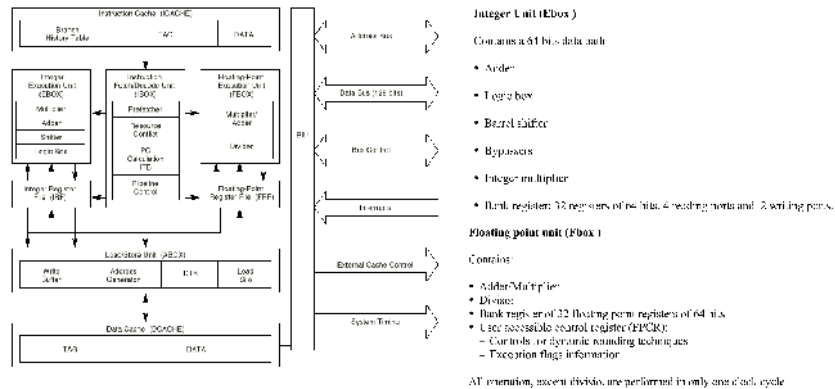 Instruction Cache (ICACHE)
Branch
History Table
TAG
DATA
Integer
Execution Unit
(EBOX)
Multiplier
Adder
Shifter
Logic Box
Instruction
Fetch/Decode Unit
(IBOX)
Prefetcher
Resource
Conflict
PC
Calculation
ITB
Pipeline
Control
Floating-Point
Execution Unit
(FBOX)
Multiplier/
Adder
Divider
Integer Register
File (IRF)
Floating-Point
Register File (FRF)
Load/Store Unit (ABOX)
Write
Buffer
Address
Generator
DTB
Load
Silo
Data Cache (DCACHE)
TAG
DATA
BIU
Address Bus
Data Bus (128 bits)
Bus Control
Interrupts
External Cache Control
System Timing
Integer Unit (Ebox )
Contains a 64 bits data path
• Adder
• Logic box
• Barrel shifter
• Bypassers
• Integer multiplier
• Bank register: 32 registers of 64 bits, 4 reading ports and 2 writing ports.
Floating point unit (Fbox )
Contains:
• Adder/Multiplier
• Divisor
• Bank register of 32 floating point registers of 64 bits
• User accessible control register (FPCR):
– Controls for dynamic rounding techniques
– Exception flags information
All operation, except division are performed in only one clock cycle